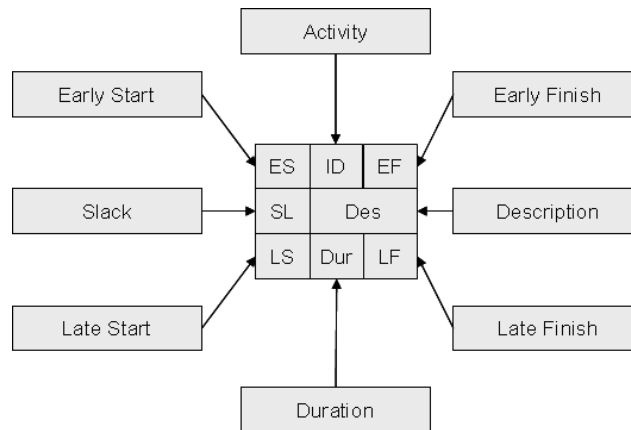 Activity
Early Start
Early Finish
ES ID EF
Slack
SL Des
Description
LS Dur LF
Late Start
Late Finish
Duration